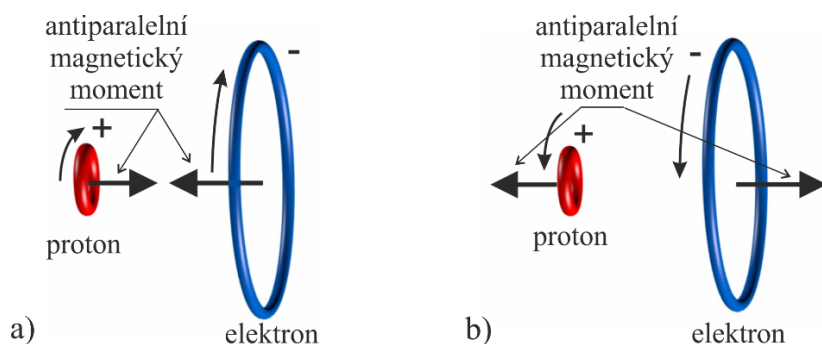 antiparalelní
magnetický
moment
+
-
proton
elektron
a)
antiparalelní
magnetický
moment
+
-
proton
elektron
b)